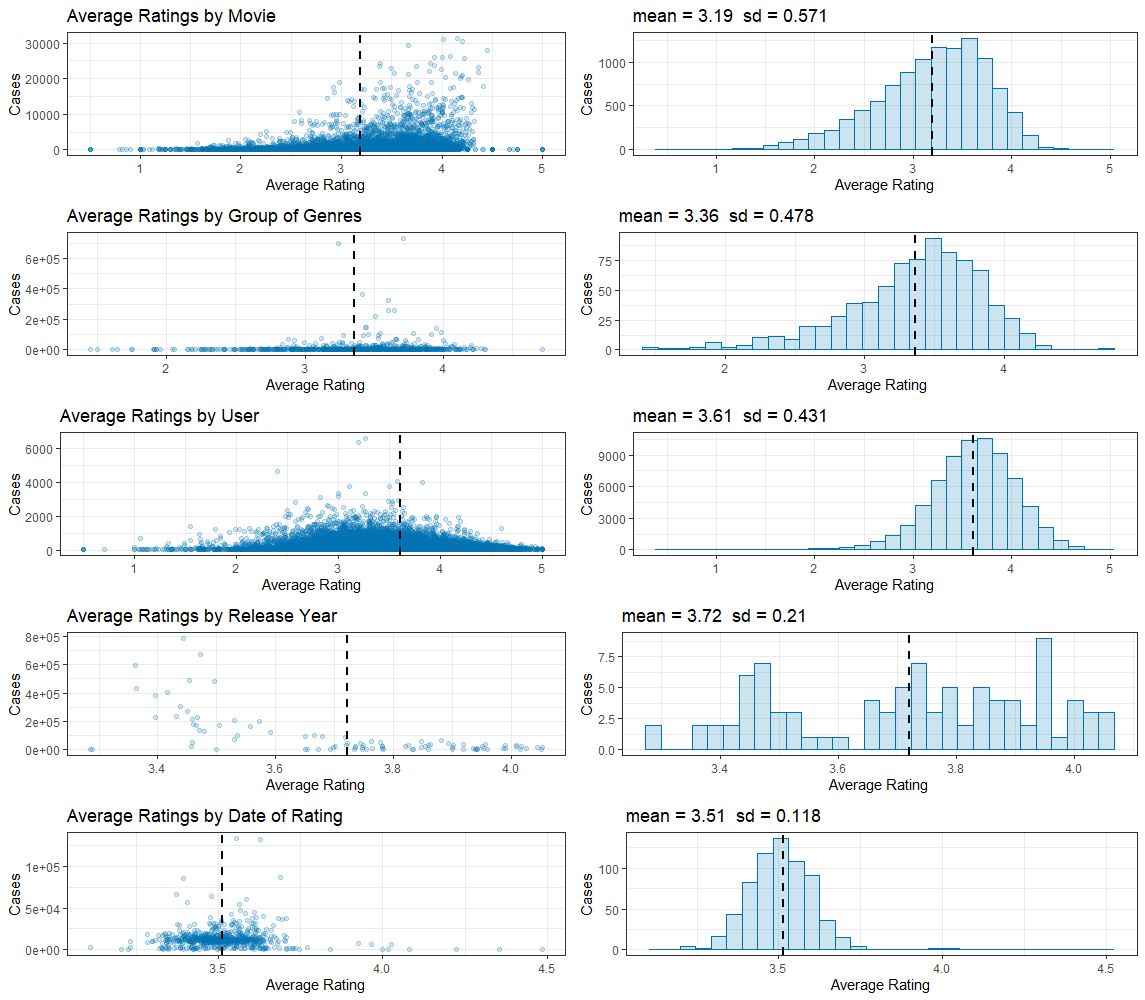 Average Ratings by Movie
mean = 3.19  sd = 0.571
Cases
30000
20000
10000
0
1 2 3 4 5
Average Rating
Cases
1000
500
0
1 2 3 4 5
Average Rating
Average Ratings by Group of Genres
mean = 3.36  sd = 0.478
Cases
6e+05
4e+05
2e+05
0e+00
2 3 4
Average Rating
Cases
75
50
25
0
2 3 4
Average Rating
Average Ratings by User
mean = 3.61  sd = 0.431
Cases
6000
4000
2000
0
1 2 3 4 5
Average Rating
Cases
9000
6000
3000
0
1 2 3 4 5
Average Rating
Average Ratings by Release Year
mean = 3.72  sd = 0.21
Cases
8e+05
6e+05
4e+05
2e+05
0e+00
3.4 3.6 3.8 4.0
Average Rating
Cases
7.5
5.0
2.5
0.0
3.4 3.6 3.8 4.0
Average Rating
Average Ratings by Date of Rating
mean = 3.51  sd = 0.118
Cases
1e+05
5e+04
0e+00
3.5 4.0 4.5
Average Rating
Cases
100
50
0
3.5 4.0 4.5
Average Rating